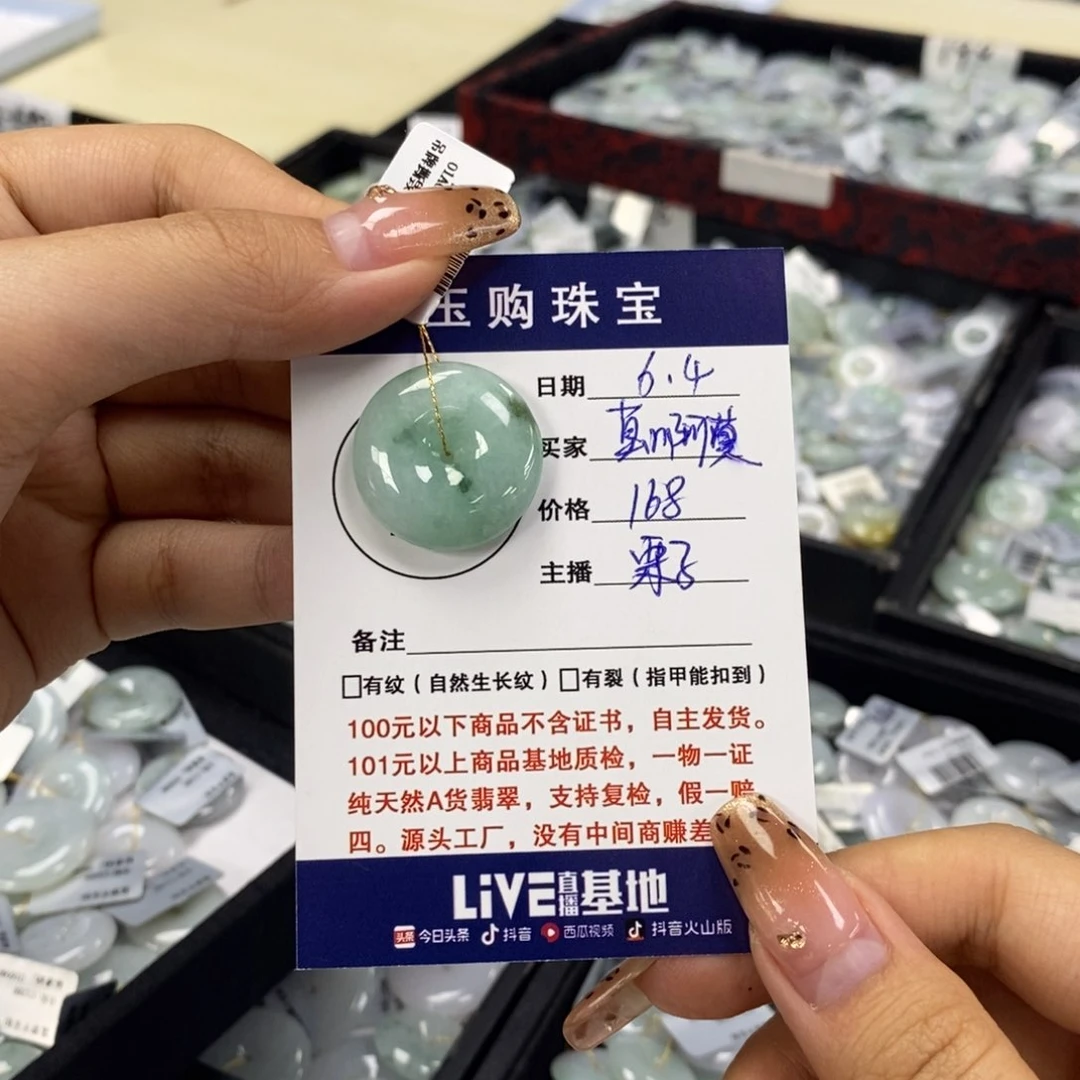 玉购珠宝
日期 6.4
买家
价格 168
主播 栗子
备注
□有纹（自然生长纹）□有裂（指甲能扣到）
100元以下商品不含证书，自主发货。
101元以上商品基地质检，一物一证
纯天然A货翡翠，支持复检，假一赔
四。源头工厂，没有中间商赚差
LiVE直播基地
头条 今日头条 抖音 西瓜视频 抖音火山版